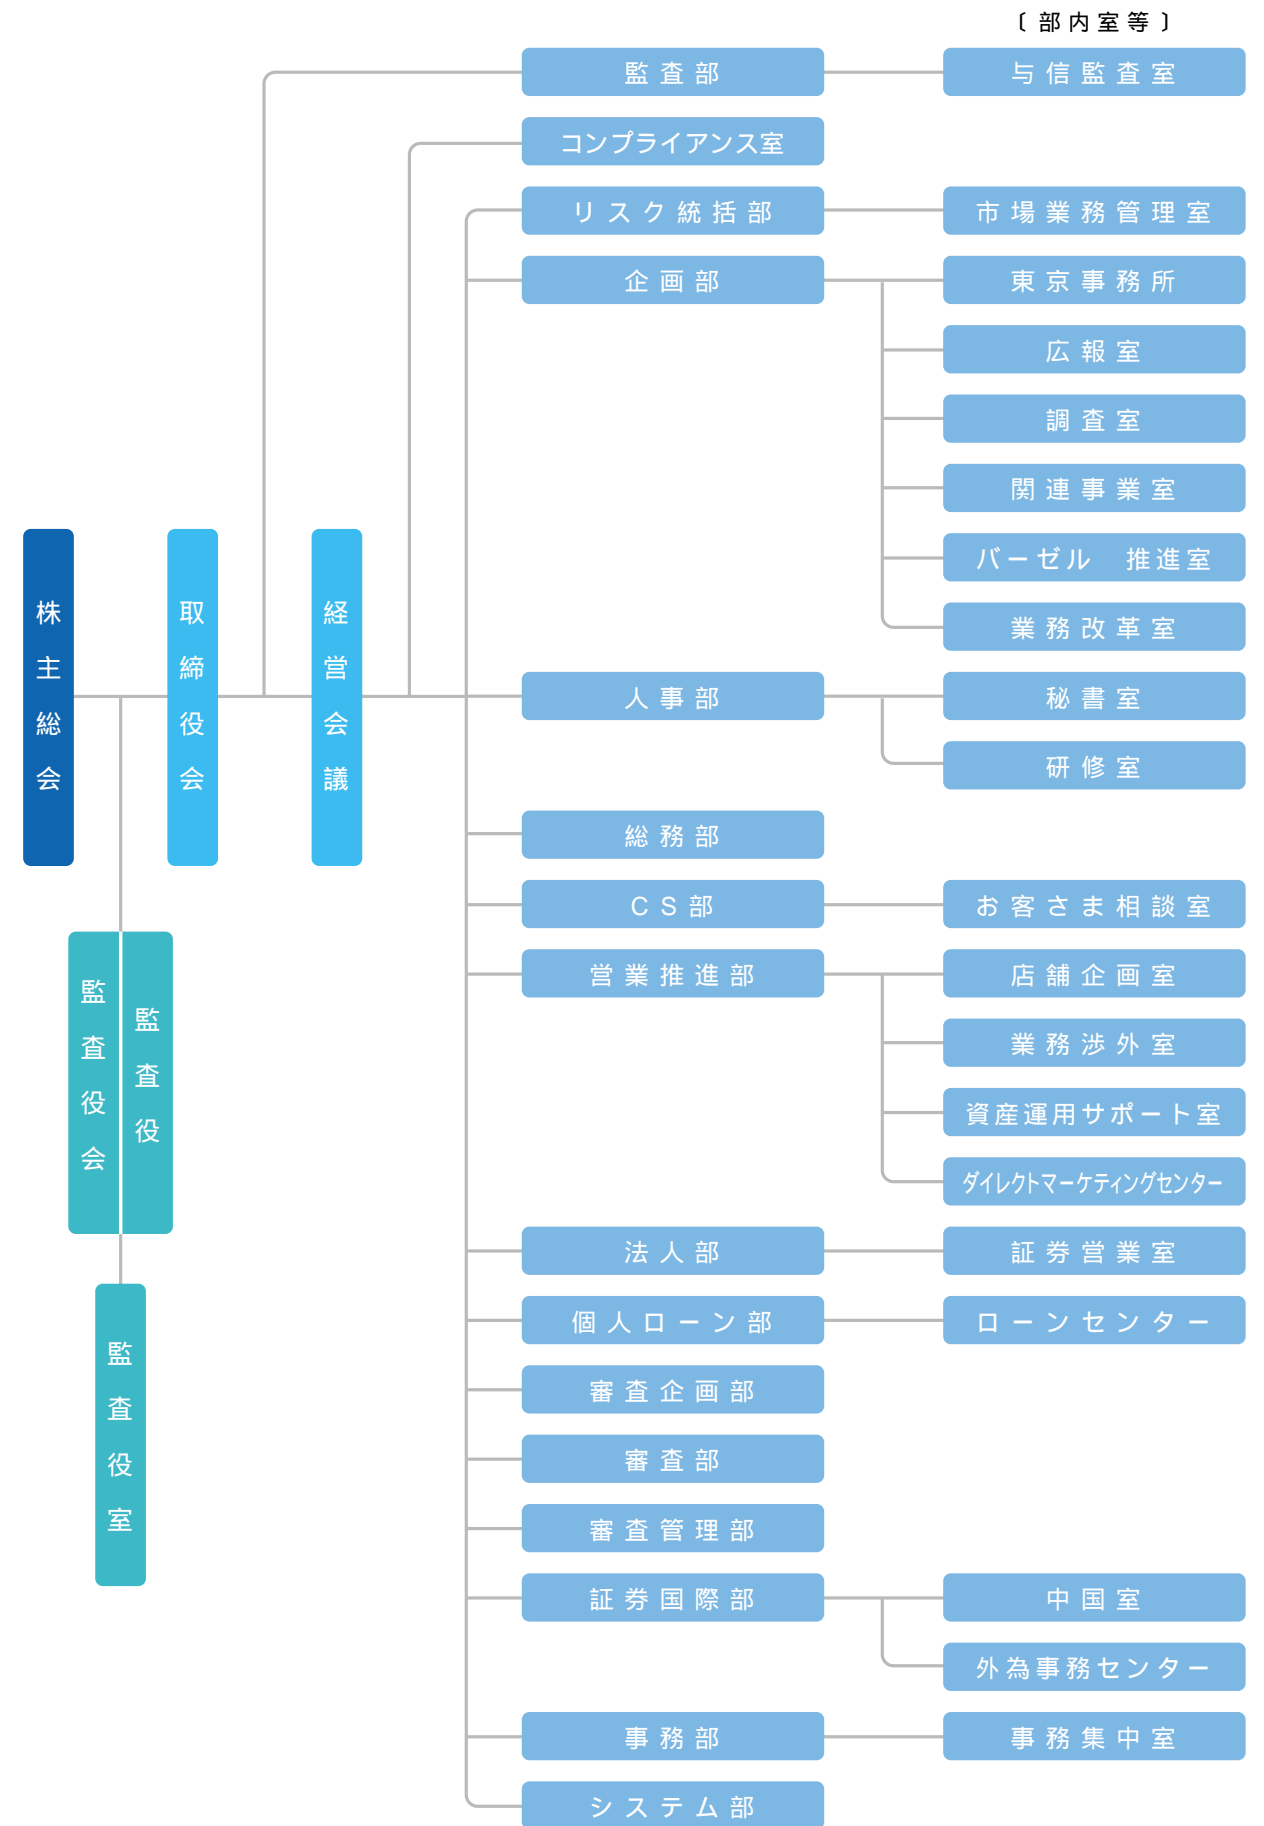 〔部内室等〕
監査部
与信監査室
コンプライアンス室
リスク統括部
市場業務管理室
企画部
東京事務所
広報室
調査室
関連事業室
バーゼル　推進室
業務改革室
株主総会
取締役会
経営会議
人事部
秘書室
研修室
総務部
CS部
お客さま相談室
営業推進部
店舗企画室
業務渉外室
資産運用サポート室
ダイレクトマーケティングセンター
監査役会
監査役
監査役室
法人部
証券営業室
個人ローン部
ローンセンター
審査企画部
審査部
審査管理部
証券国際部
中国室
外為事務センター
事務部
事務集中室
システム部